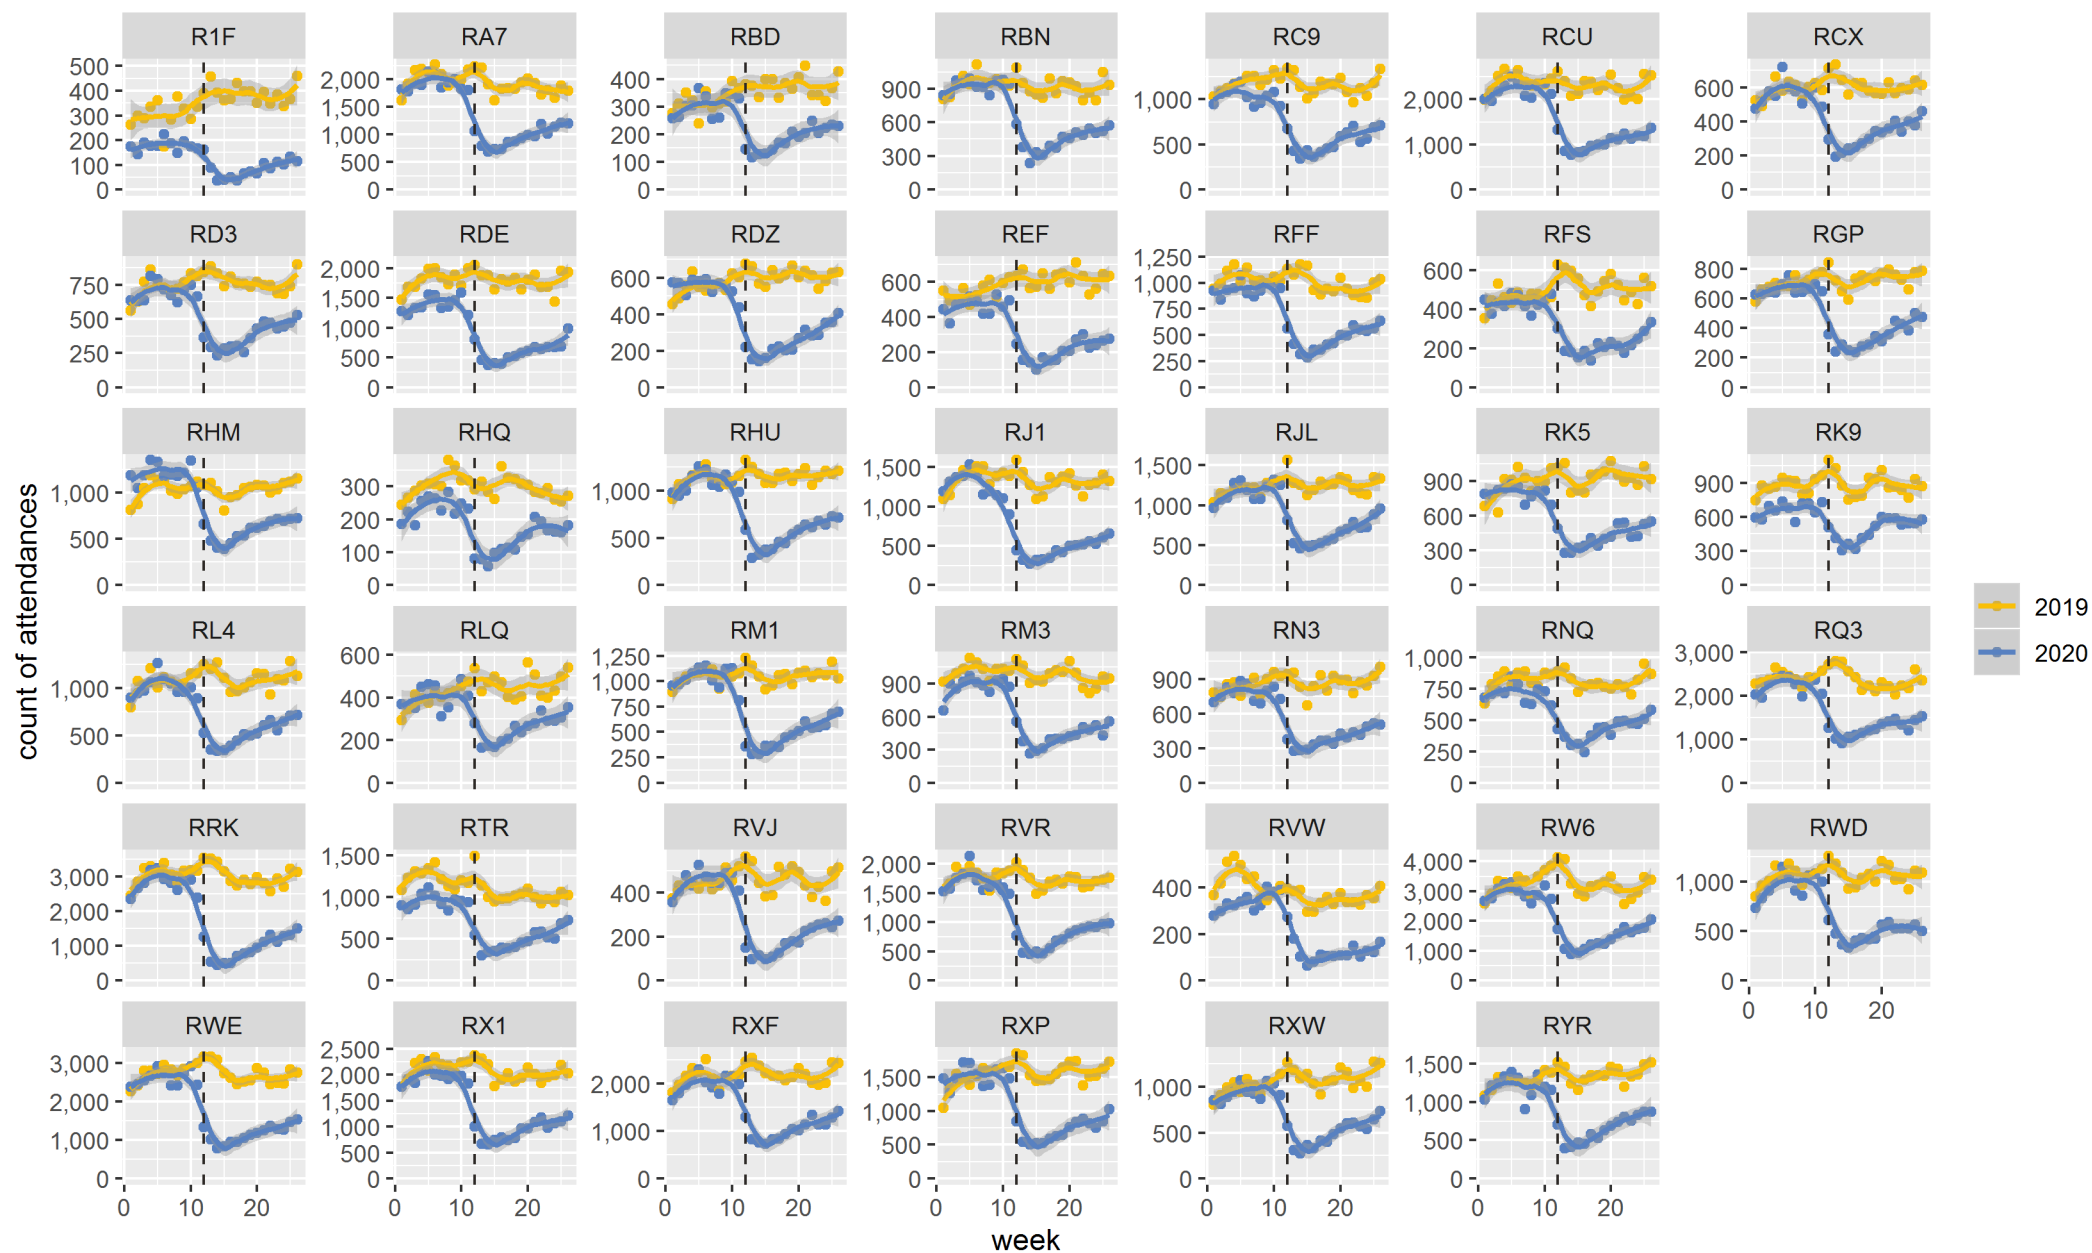 R1F RA7 RBD RBN RC9 RCU RCX
500 400 300 200 100 0
2,000 1,500 1,000 500 0
400 300 200 100 0
900 600 300 0
1,000 500 0
2,000 1,000 0
600 400 200 0
RD3 RDE RDZ REF RFF RFS RGP
750 500 250 0
2,000 1,500 1,000 500 0
600 400 200 0
600 400 200 0
1,250 1,000 750 500 250 0
600 400 200 0
800 600 400 200 0
RHM RHQ RHU RJ1 RJL RK5 RK9
1,000 500 0
300 200 100 0
1,000 500 0
1,500 1,000 500 0
1,500 1,000 500 0
900 600 300 0
900 600 300 0
RL4 RLQ RM1 RM3 RN3 RNQ RQ3
1,000 500 0
600 400 200 0
1,250 1,000 750 500 250 0
900 600 300 0
900 600 300 0
1,000 750 500 250 0
3,000 2,000 1,000 0
RRK RTR RVJ RVR RVW RW6 RWD
3,000 2,000 1,000 0
1,500 1,000 500 0
400 200 0
2,000 1,500 1,000 500 0
400 200 0
4,000 3,000 2,000 1,000 0
1,000 500 0
0 10 20
RWE RX1 RXF RXP RXW RYR
3,000 2,000 1,000 0
2,500 2,000 1,500 1,000 500 0
2,000 1,000 0
1,500 1,000 500 0
1,000 500 0
1,500 1,000 500 0
0 10 20 0 10 20 0 10 20 0 10 20 0 10 20 0 10 20
week
count of attendances
2019
2020